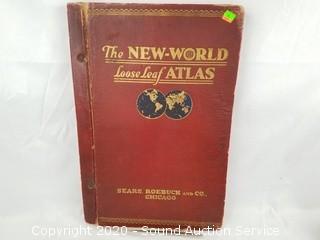 The NEW-WORLD
Loose Leaf ATLAS
SEARS, ROEBUCK AND CO.,
CHICAGO
Copyright 2020 - Sound Auction Service